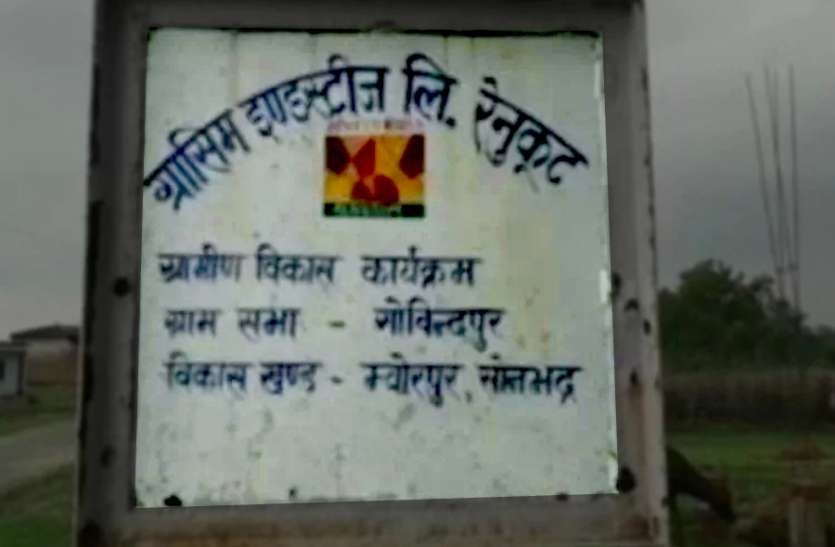 ग्रासिम इण्डस्ट्रीज लि. रेनुकूट
ग्रामीण विकास कार्यक्रम
ग्राम सभा - गोविन्दपुर
विकास खण्ड - म्योरपुर, सोनभद्र